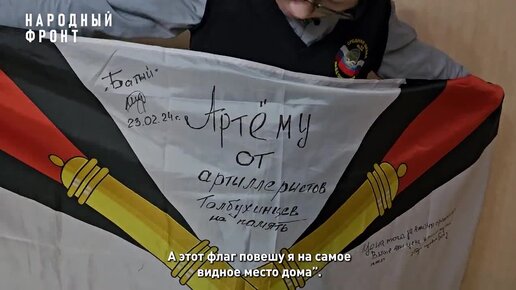 НАРОДНЫЙ
ФРОНТ
"Батый"
23.02.24г.
Артёму
от
артиллеристов
Толбухинцев
на память
А этот флаг повешу я на самое
видное место дома”.